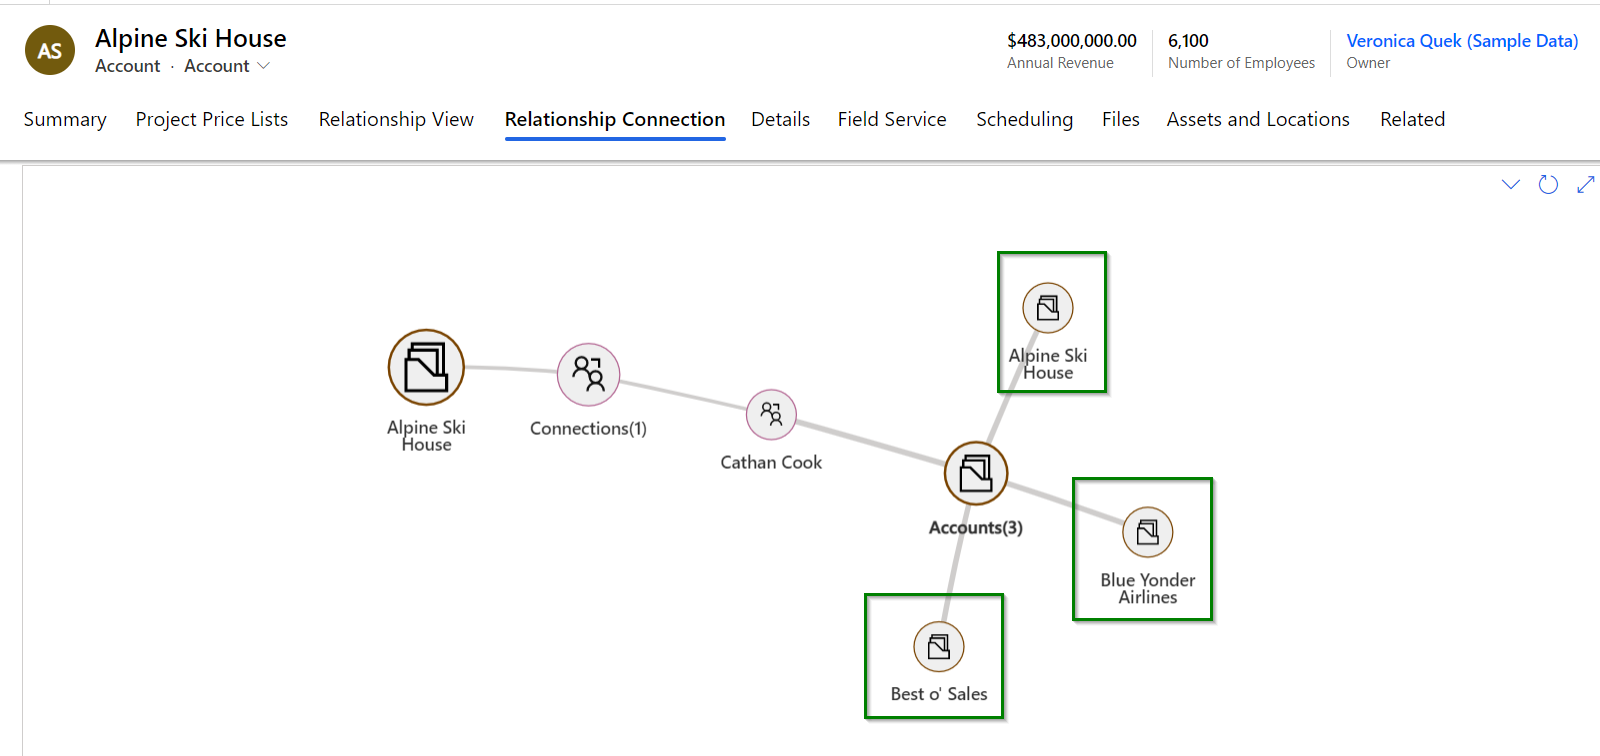 AS
Alpine Ski House
Account · Account
$483,000,000.00
Annual Revenue
6,100
Number of Employees
Veronica Quek (Sample Data)
Owner
Summary Project Price Lists Relationship View Relationship Connection Details Field Service Scheduling Files Assets and Locations Related
Alpine Ski
House
Connections(1)
Cathan Cook
Accounts(3)
Alpine Ski
House
Blue Yonder
Airlines
Best o' Sales